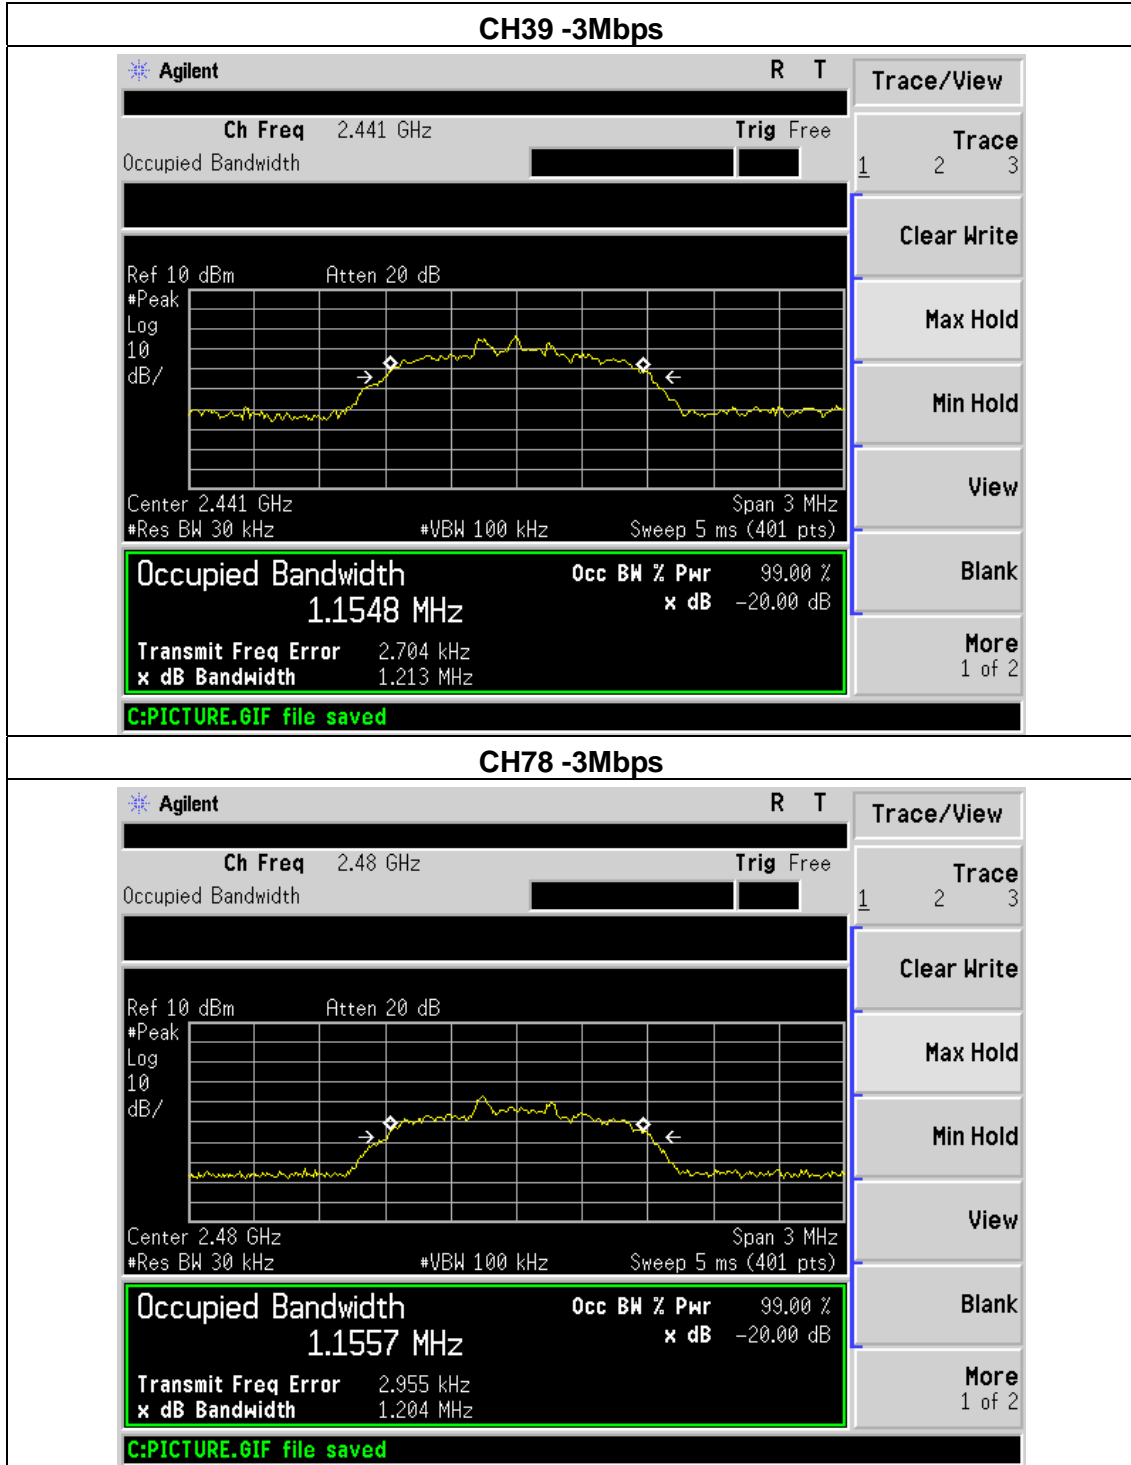 CH39 -3Mbps
Agilent R T
Trace/View
Ch Freq 2.441 GHz Trig Free
Occupied Bandwidth
Trace
1 2 3
Clear Write
Ref 10 dBm Atten 20 dB
#Peak
Log
10
dB/
Max Hold
Min Hold
View
Center 2.441 GHz Span 3 MHz
#Res BW 30 kHz #VBW 100 kHz Sweep 5 ms (401 pts)
Occupied Bandwidth Occ BW % Pwr 99.00 %
1.1548 MHz x dB -20.00 dB
Blank
Transmit Freq Error 2.704 kHz
x dB Bandwidth 1.213 MHz
More
1 of 2
C:PICTURE.GIF file saved
CH78 -3Mbps
Agilent R T
Trace/View
Ch Freq 2.48 GHz Trig Free
Occupied Bandwidth
Trace
1 2 3
Clear Write
Ref 10 dBm Atten 20 dB
#Peak
Log
10
dB/
Max Hold
Min Hold
View
Center 2.48 GHz Span 3 MHz
#Res BW 30 kHz #VBW 100 kHz Sweep 5 ms (401 pts)
Occupied Bandwidth Occ BW % Pwr 99.00 %
1.1557 MHz x dB -20.00 dB
Blank
Transmit Freq Error 2.955 kHz
x dB Bandwidth 1.204 MHz
More
1 of 2
C:PICTURE.GIF file saved